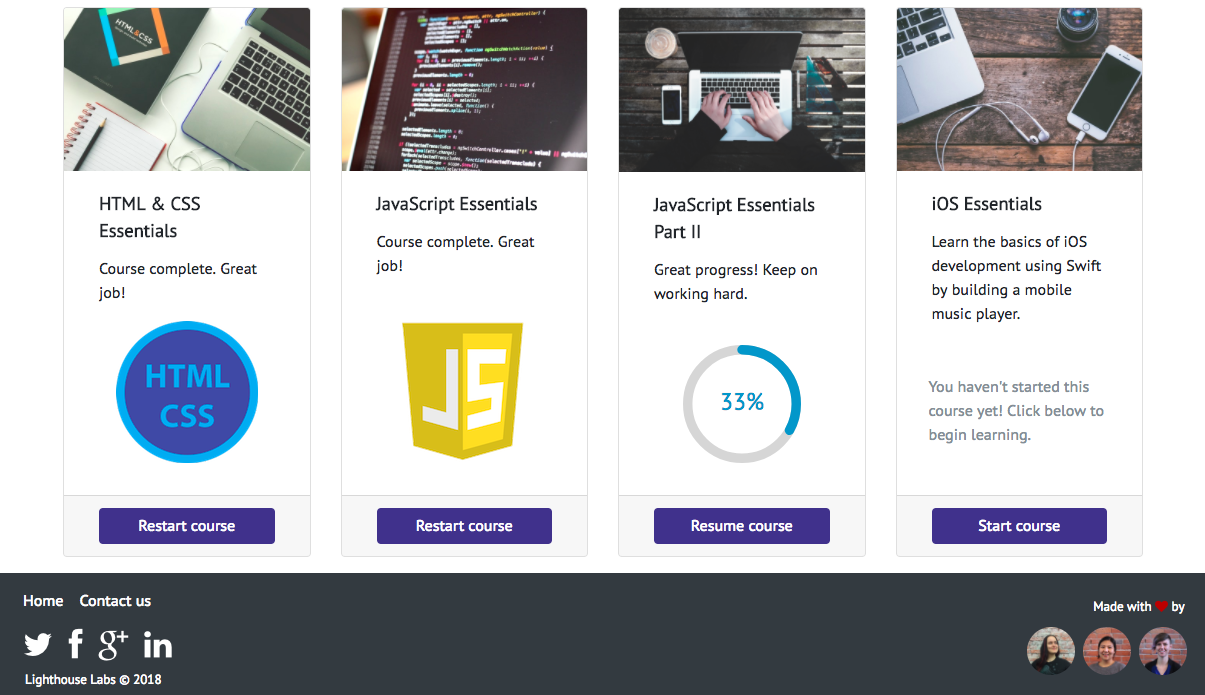 HTML&CSS
HTML & CSS
Essentials
Course complete. Great
job!
HTML
CSS
Restart course
JavaScript Essentials
Course complete. Great
job!
JS
Restart course
JavaScript Essentials
Part II
Great progress! Keep on
working hard.
33%
Resume course
iOS Essentials
Learn the basics of iOS
development using Swift
by building a mobile
music player.
You haven't started this
course yet! Click below to
begin learning.
Start course
Home Contact us
Made with ❤ by
Lighthouse Labs © 2018